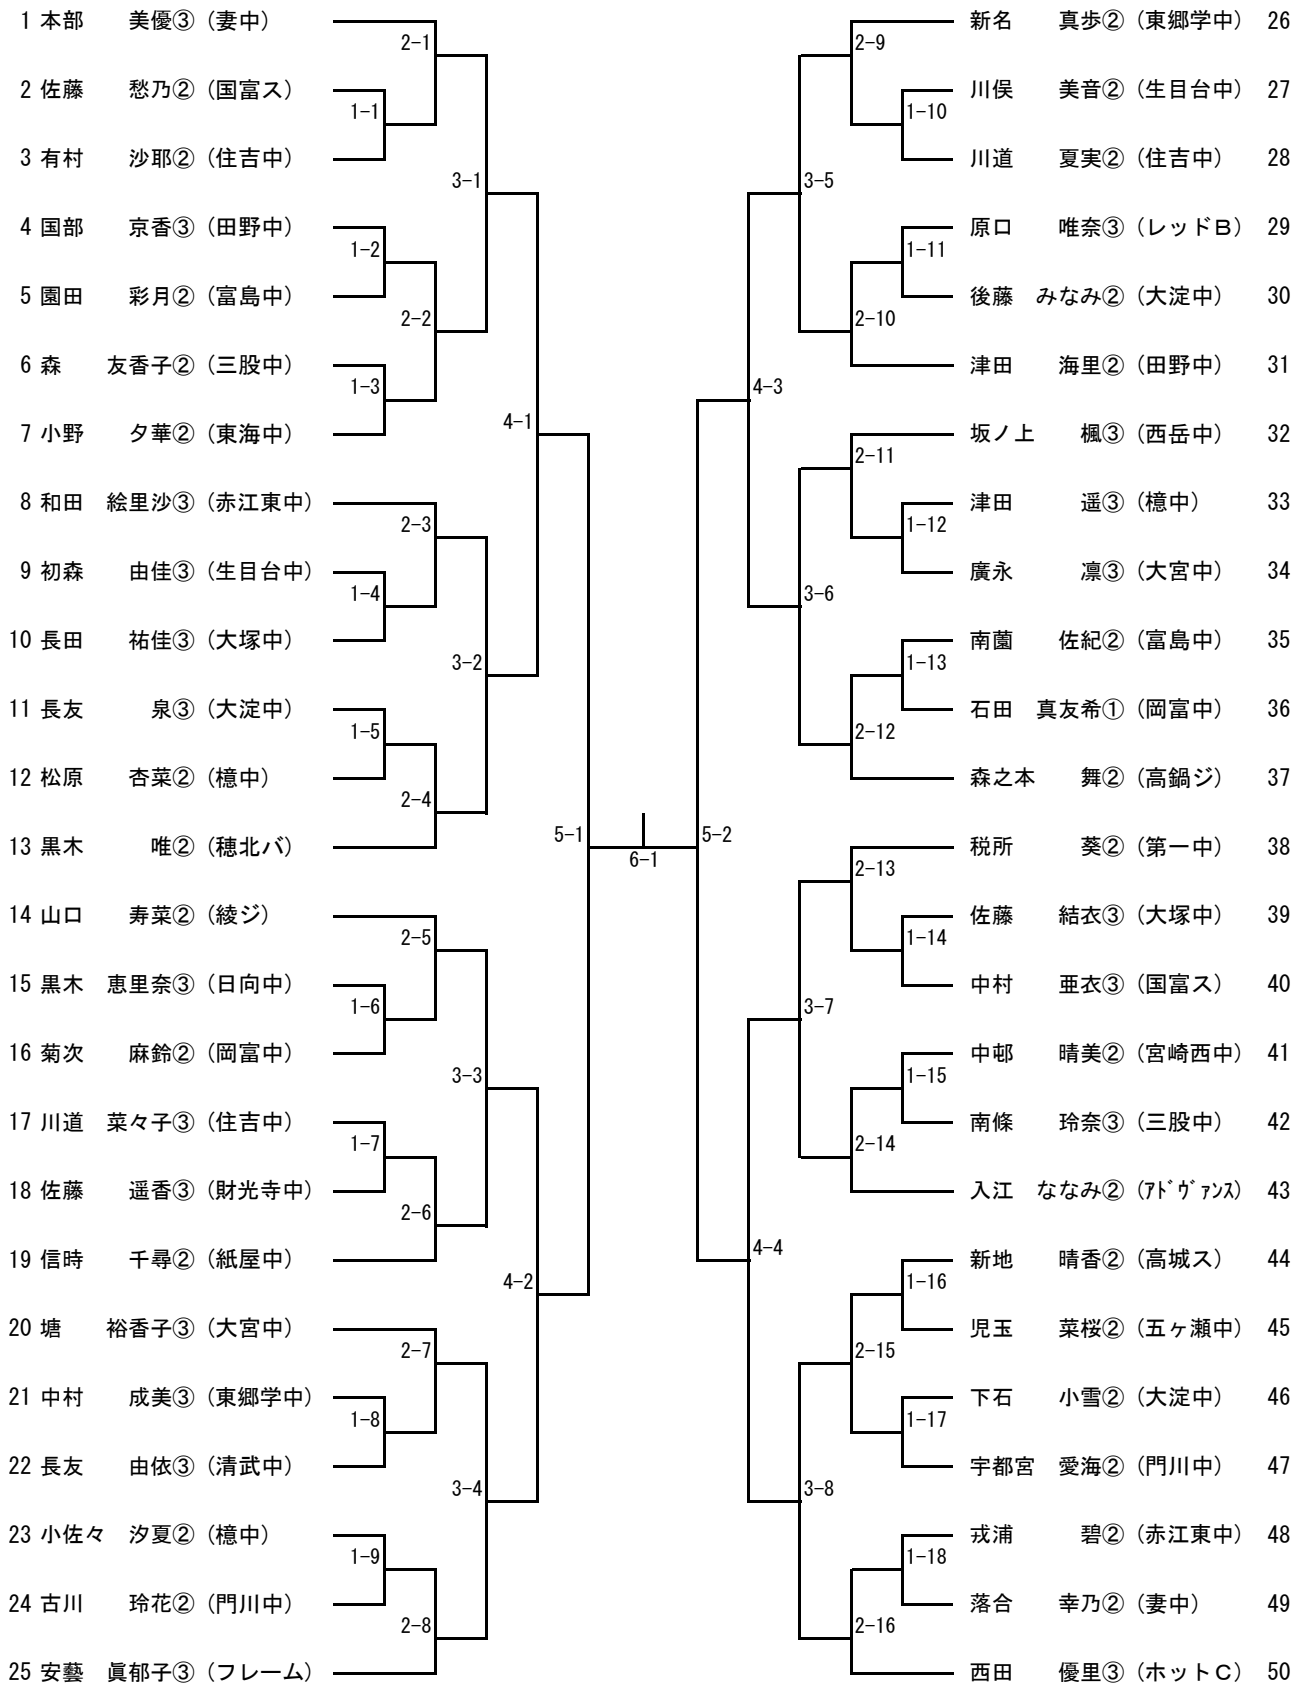 1 本部 美優③ (妻中)
2-1
2 佐藤 愁乃② (国富ス)
1-1
3 有村 沙耶② (住吉中)
3-1
4 国部 京香③ (田野中)
1-2
5 園田 彩月② (富島中)
2-2
6 森 友香子② (三股中)
1-3
7 小野 夕華② (東海中)
4-1
8 和田 絵里沙③ (赤江東中)
2-3
9 初森 由佳③ (生目台中)
1-4
10 長田 祐佳③ (大塚中)
3-2
11 長友 泉③ (大淀中)
1-5
12 松原 杏菜② (檍中)
2-4
13 黒木 唯② (穂北バ)
5-1
14 山口 寿菜② (綾ジ)
2-5
15 黒木 恵里奈③ (日向中)
1-6
16 菊次 麻鈴② (岡富中)
3-3
17 川道 菜々子③ (住吉中)
1-7
18 佐藤 遥香③ (財光寺中)
2-6
19 信時 千尋② (紙屋中)
4-2
20 塘 裕香子③ (大宮中)
2-7
21 中村 成美③ (東郷学中)
1-8
22 長友 由依③ (清武中)
3-4
23 小佐々 汐夏② (檍中)
1-9
24 古川 玲花② (門川中)
2-8
25 安藝 眞郁子③ (フレーム)
6-1
新名 真歩② (東郷学中) 26
2-9
川俣 美音② (生目台中) 27
1-10
川道 夏実② (住吉中) 28
3-5
原口 唯奈③ (レッドB) 29
1-11
後藤 みなみ② (大淀中) 30
2-10
津田 海里② (田野中) 31
4-3
坂ノ上 楓③ (西岳中) 32
2-11
津田 遥③ (檍中) 33
1-12
廣永 凛③ (大宮中) 34
3-6
南薗 佐紀② (富島中) 35
1-13
石田 真友希① (岡富中) 36
2-12
森之本 舞② (高鍋ジ) 37
5-2
税所 葵② (第一中) 38
2-13
佐藤 結衣③ (大塚中) 39
1-14
中村 亜衣③ (国富ス) 40
3-7
中邨 晴美② (宮崎西中) 41
1-15
南條 玲奈③ (三股中) 42
2-14
入江 ななみ② (ｱﾄﾞｳﾞｧﾝｽ) 43
4-4
新地 晴香② (高城ス) 44
1-16
児玉 菜桜② (五ヶ瀬中) 45
2-15
下石 小雪② (大淀中) 46
1-17
宇都宮 愛海② (門川中) 47
3-8
戎浦 碧② (赤江東中) 48
1-18
落合 幸乃② (妻中) 49
2-16
西田 優里③ (ホットC) 50